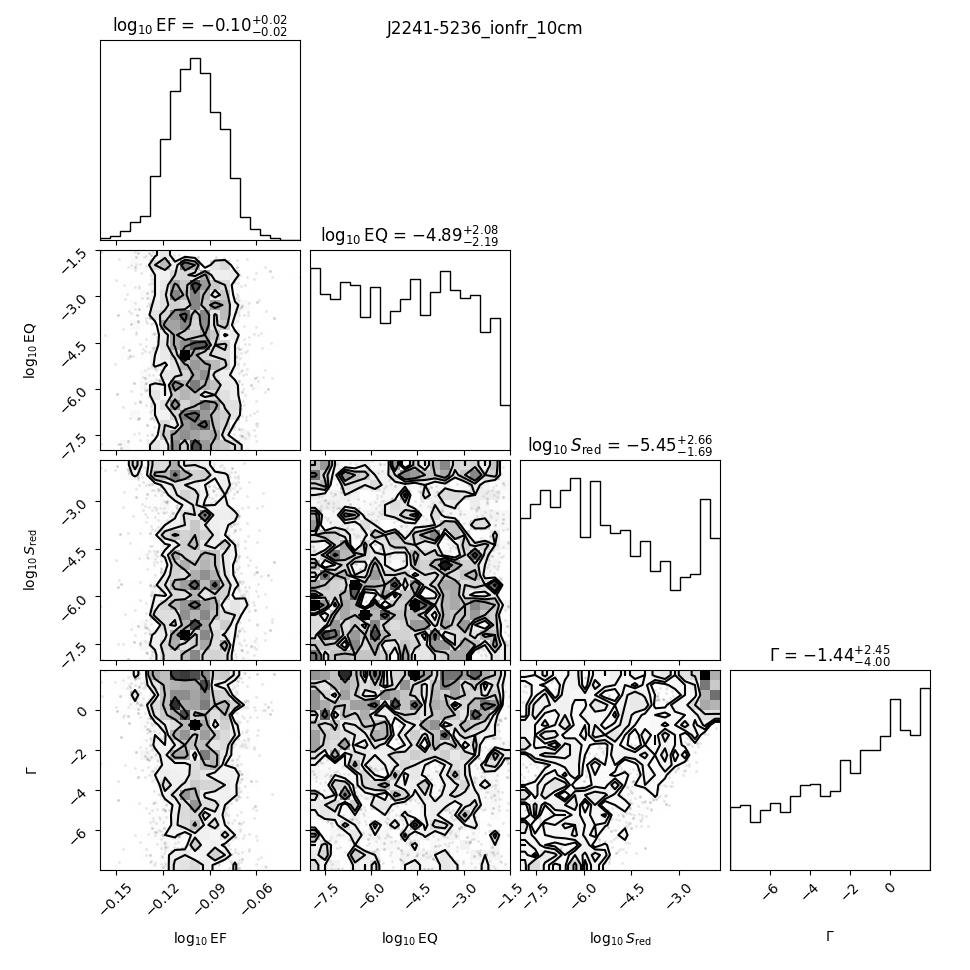 J2241-5236_ionfr_10cm
log₁₀ EF = −0.10 +0.02 −0.02
log₁₀ EQ = −4.89 +2.08 −2.19
−1.5
−3.0
−4.5
−6.0
−7.5
log₁₀ EQ
log₁₀ S_red = −5.45 +2.66 −1.69
−3.0
−4.5
−6.0
−7.5
log₁₀ S_red
Γ = −1.44 +2.45 −4.00
0
−2
−4
−6
Γ
−0.15 −0.12 −0.09 −0.06
−7.5 −6.0 −4.5 −3.0 −1.5
−7.5 −6.0 −4.5 −3.0
−6 −4 −2 0
log₁₀ EF
log₁₀ EQ
log₁₀ S_red
Γ